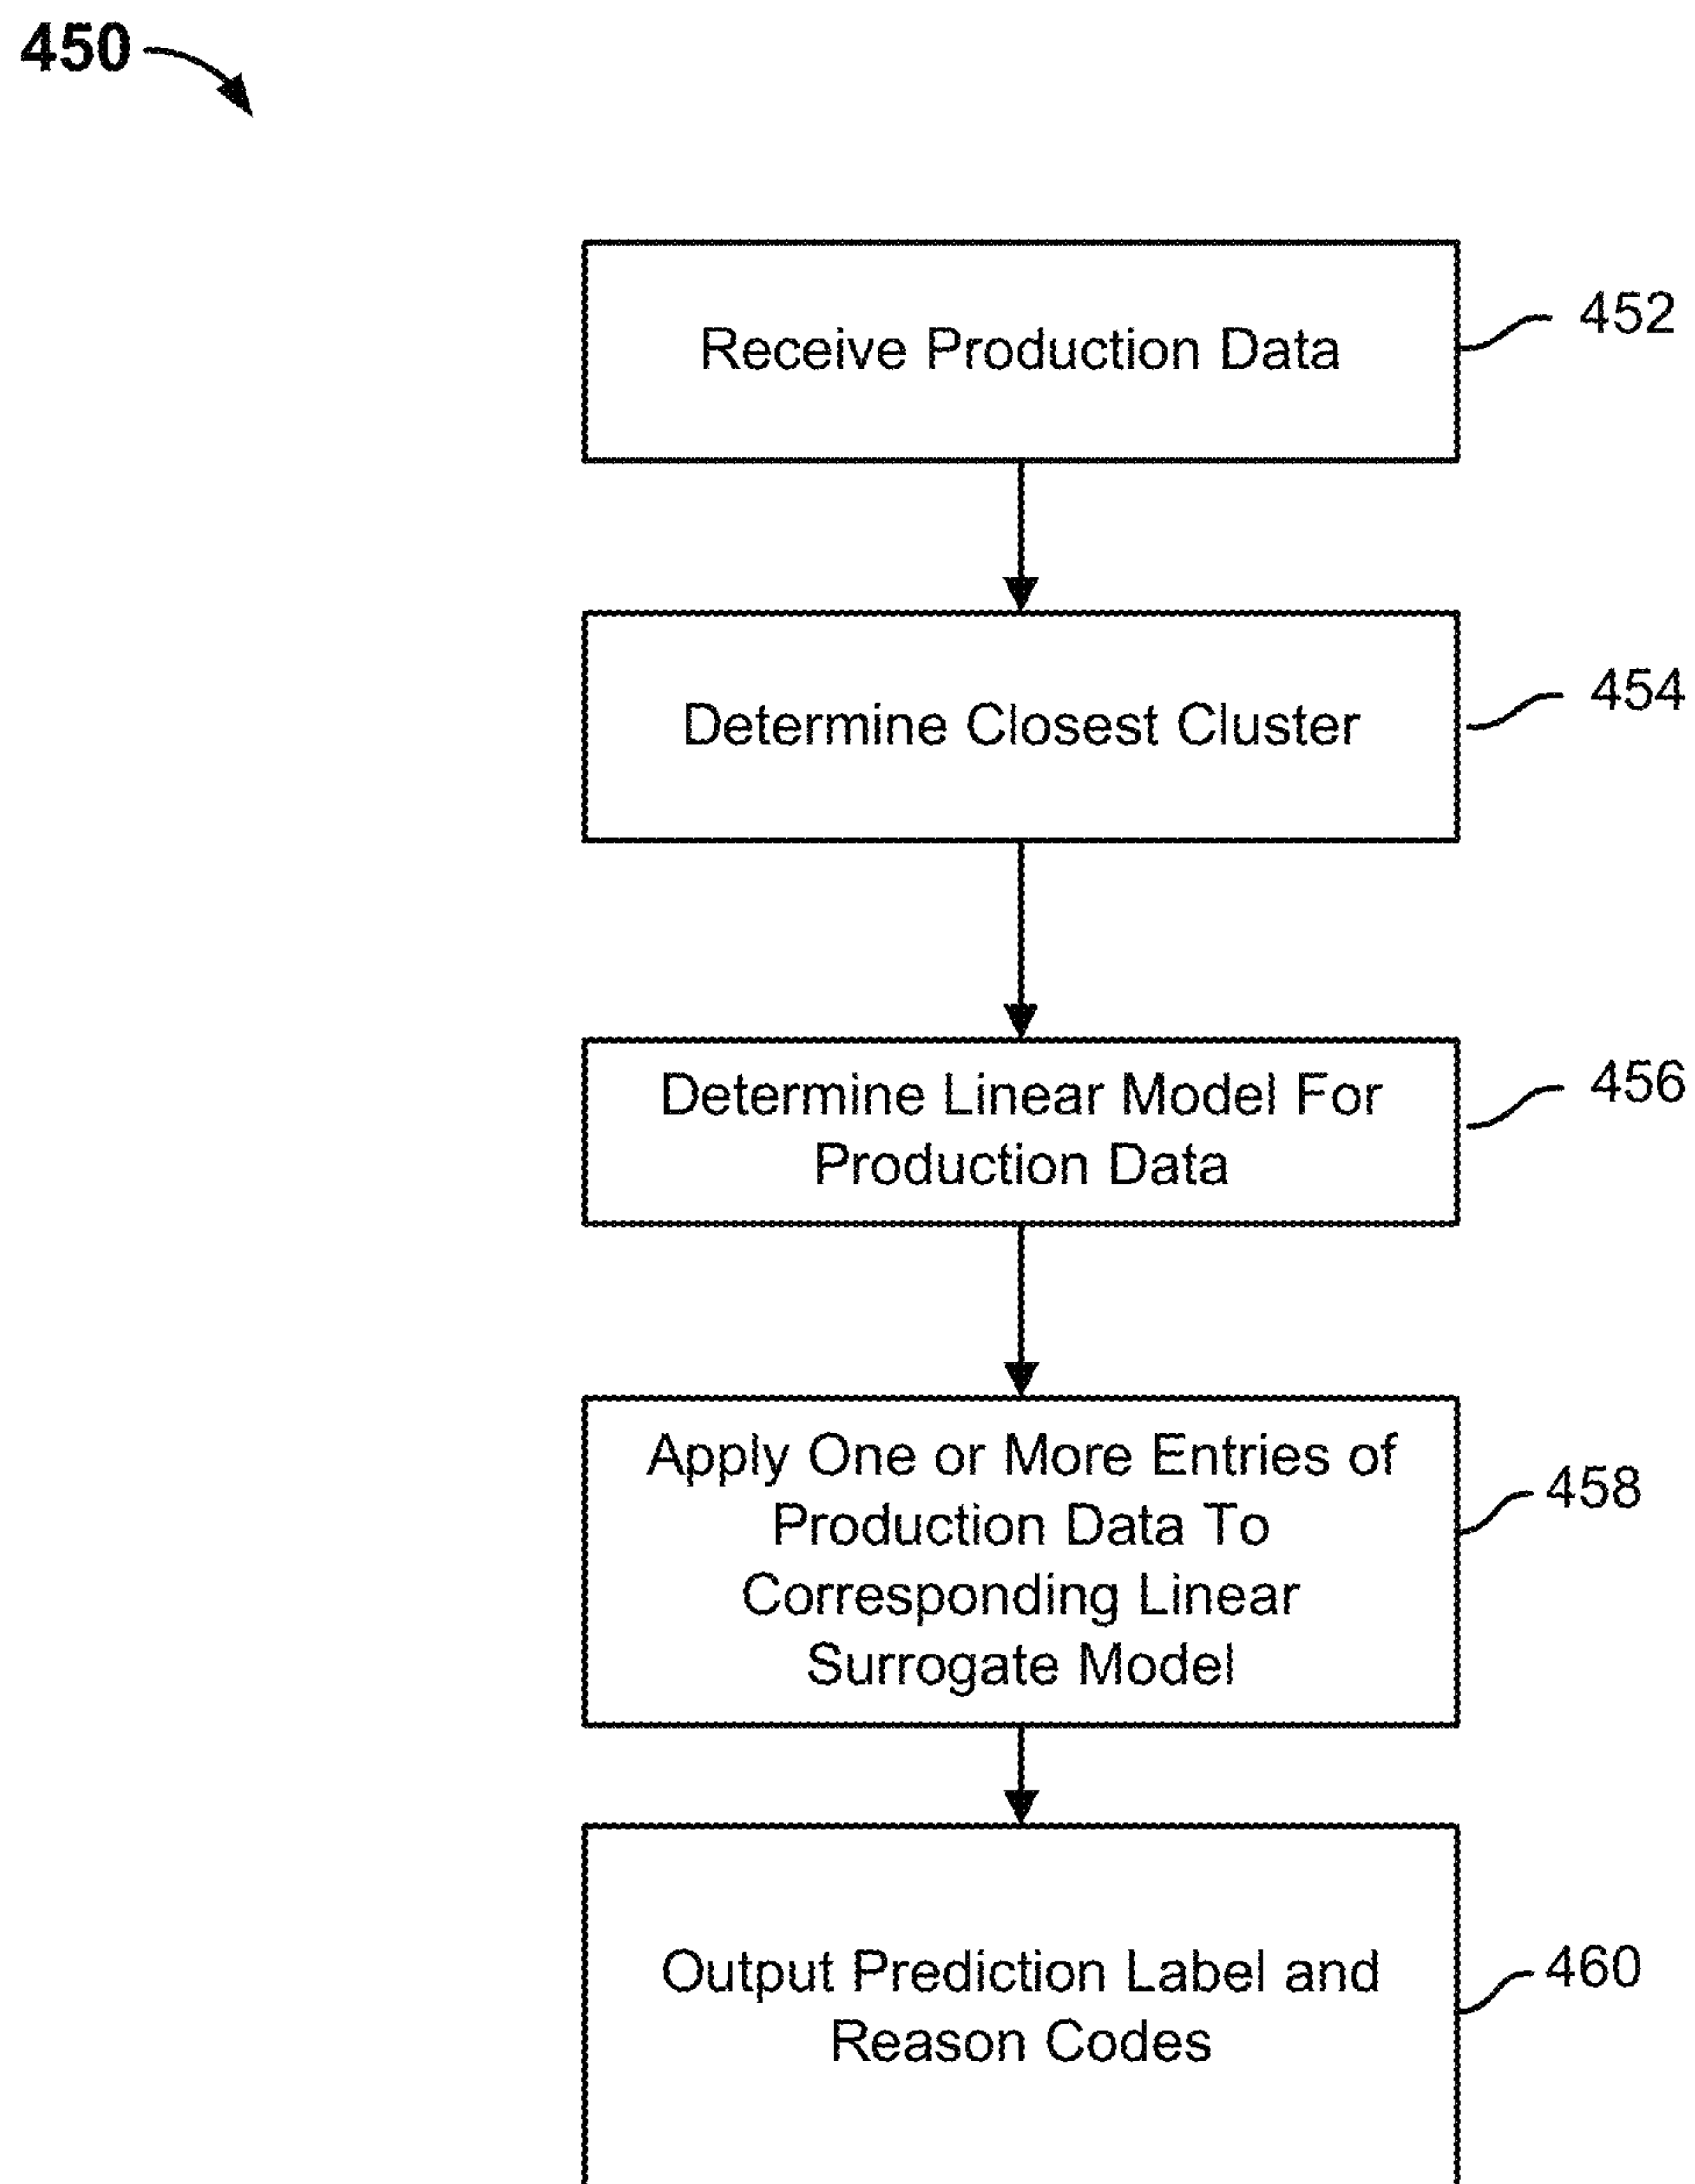 450
Receive Production Data
452
Determine Closest Cluster
454
Determine Linear Model For
Production Data
456
Apply One or More Entries of
Production Data To
Corresponding Linear
Surrogate Model
458
Output Prediction Label and
Reason Codes
460